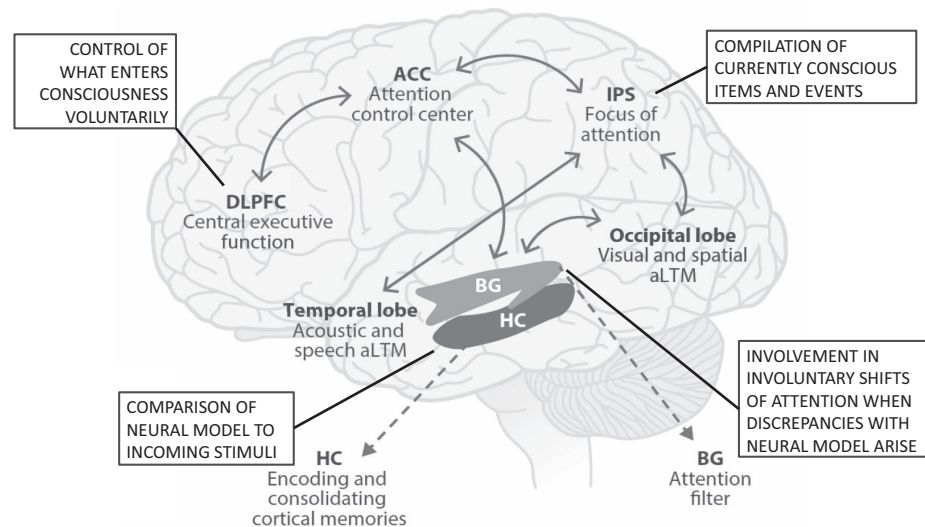 CONTROL OF
WHAT ENTERS
CONSCIOUSNESS
VOLUNTARILY
COMPILATION OF
CURRENTLY CONSCIOUS
ITEMS AND EVENTS
ACC
Attention
control center
IPS
Focus of
attention
DLPFC
Central executive
function
Occipital lobe
Visual and spatial
aLTM
BG
HC
Temporal lobe
Acoustic and
speech aLTM
COMPARISON OF
NEURAL MODEL TO
INCOMING STIMULI
INVOLVEMENT IN
INVOLUNTARY SHIFTS
OF ATTENTION WHEN
DISCREPANCIES WITH
NEURAL MODEL ARISE
HC
Encoding and
consolidating
cortical memories
BG
Attention
filter